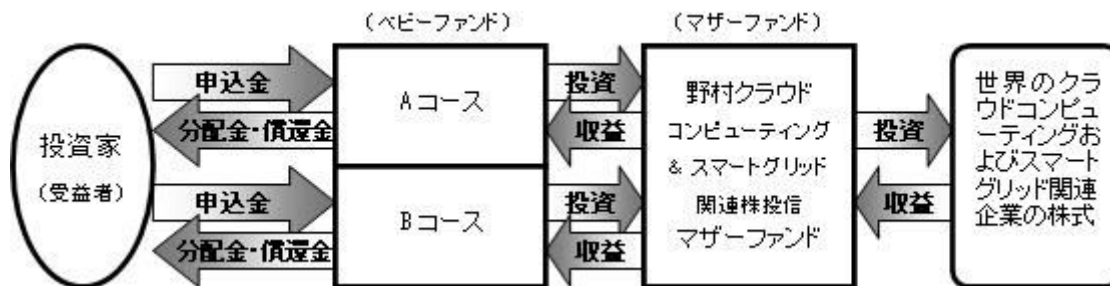 (ベビーファンド)
(マザーファンド)
投資家
(受益者)
申込金
分配金・償還金
申込金
分配金・償還金
Aコース
Bコース
投資
収益
投資
収益
野村クラウド
コンピューティング
& スマートグリッド
関連株投信
マザーファンド
投資
収益
世界のクラ
ウドコンピュ
ーティングお
よびスマート
グリッド関連
企業の株式